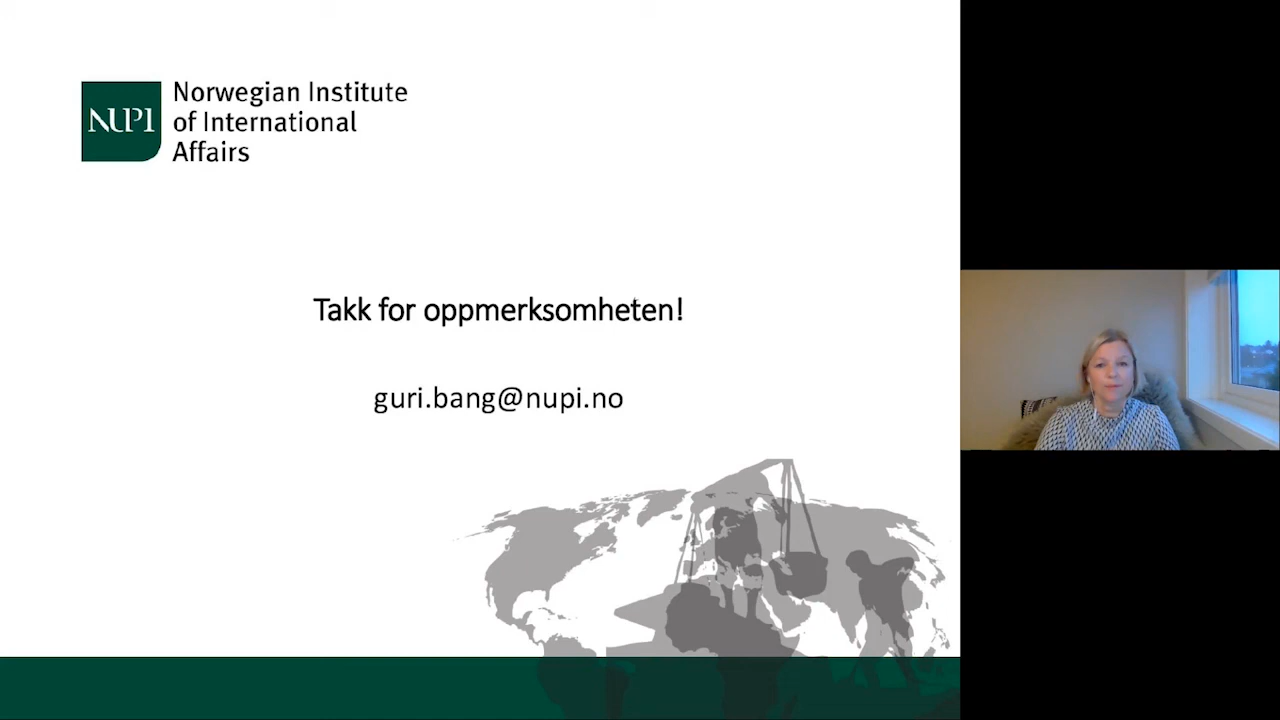 NUPI
Norwegian Institute
of International
Affairs
Takk for oppmerksomheten!
guri.bang@nupi.no